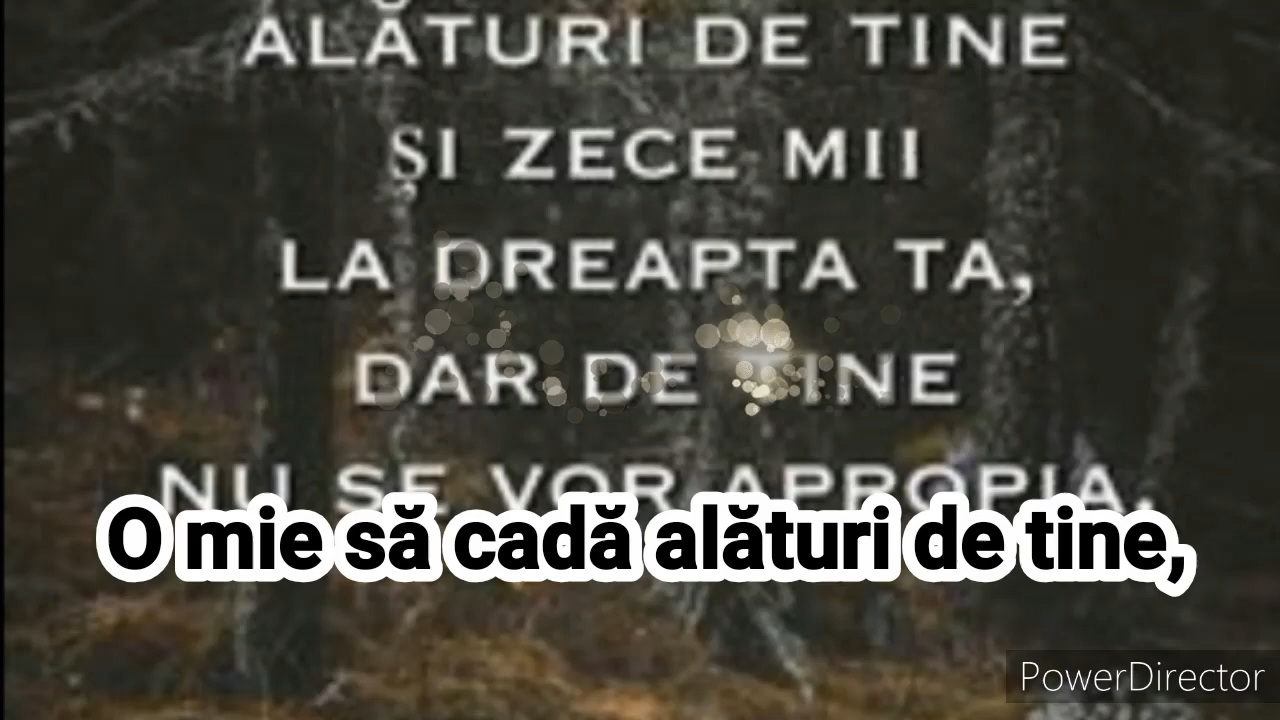 ALĂTURI DE TINE
ȘI ZECE MII
LA DREAPTA TA,
DAR DE TINE
NU SE VOR APROPIA.
O mie să cadă alături de tine,
PowerDirector